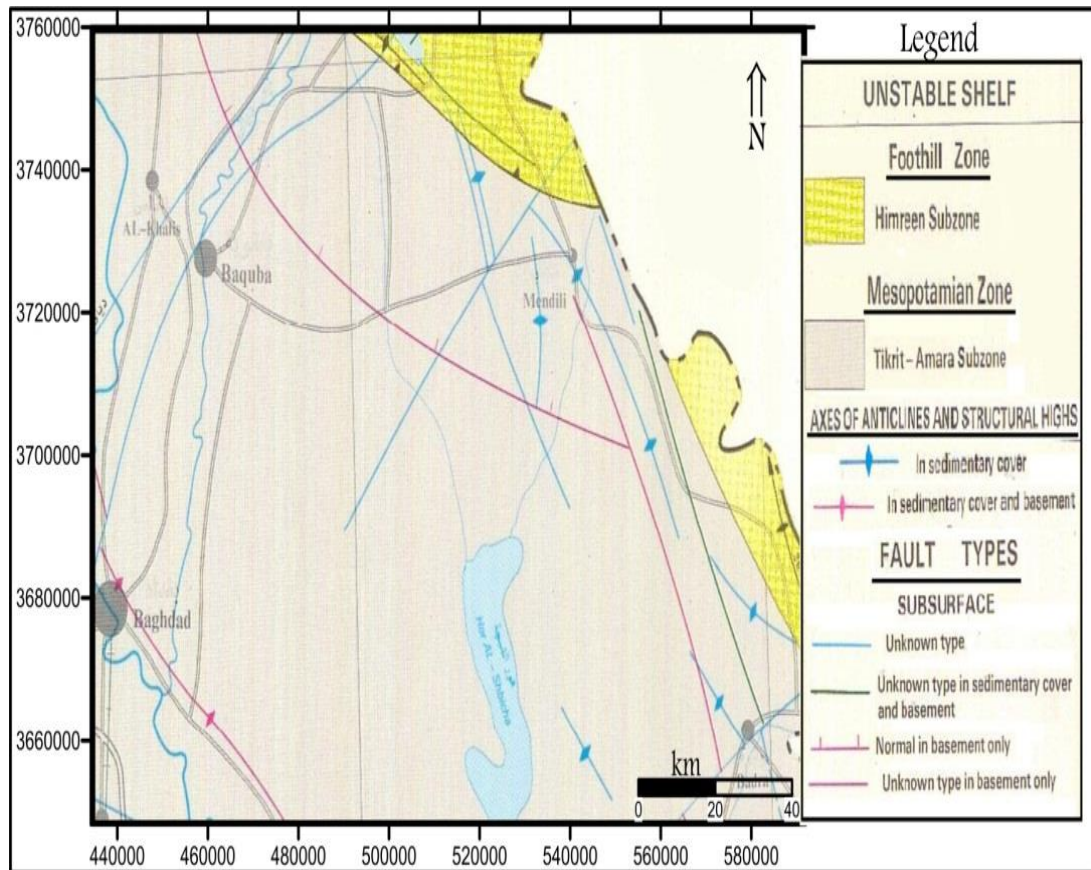 3760000
3740000
3720000
3700000
3680000
3660000
440000 460000 480000 500000 520000 540000 560000 580000
N
AL-Khalis
Baquba
Mendili
Baghdad
Hor AL - Shbicha
Badra
km
0 20 40
Legend
UNSTABLE SHELF
Foothill Zone
Himreen Subzone
Mesopotamian Zone
Tikrit - Amara Subzone
AXES OF ANTICLINES AND STRUCTURAL HIGHS
In sedimentary cover
In sedimentary cover and basement
FAULT TYPES
SUBSURFACE
Unknown type
Unknown type in sedimentary cover
and basement
Normal in basement only
Unknown type in basement only